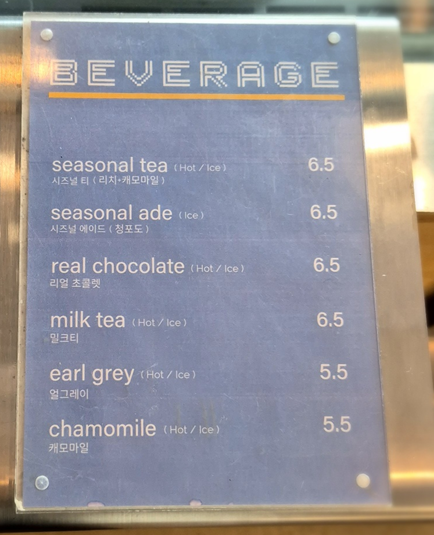 BEVERAGE
seasonal tea (Hot / Ice) 6.5
시즈널 티 ( 리치•캐모마일 )
seasonal ade (Ice) 6.5
시즈널 에이드 ( 청포도 )
real chocolate (Hot / Ice) 6.5
리얼 초콜렛
milk tea (Hot / Ice) 6.5
밀크티
earl grey (Hot / Ice) 5.5
얼그레이
chamomile (Hot / Ice) 5.5
캐모마일